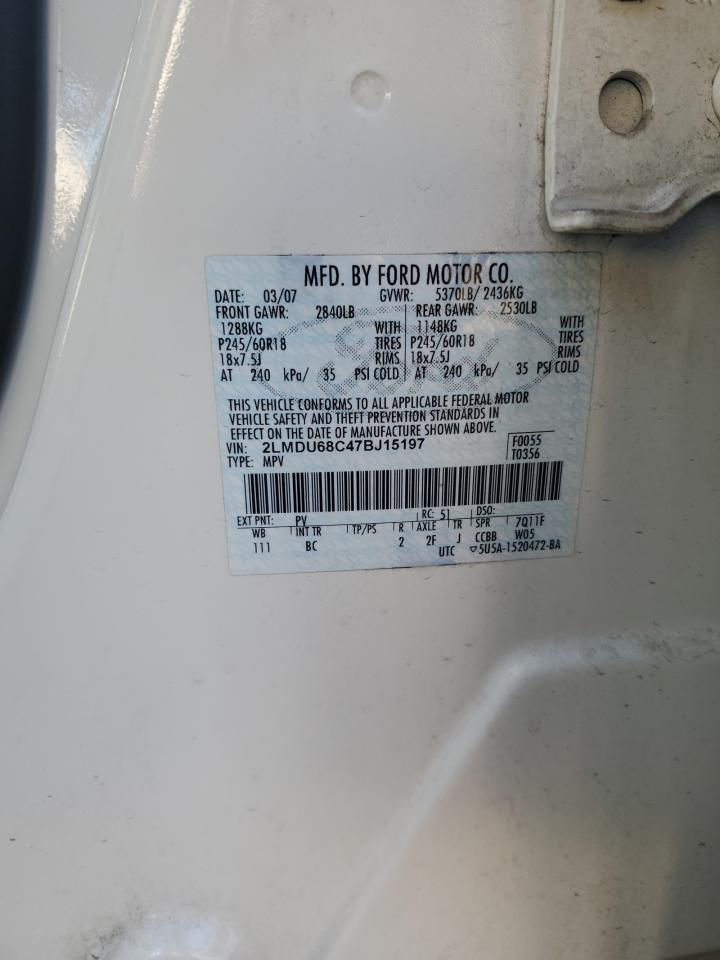 MFD. BY FORD MOTOR CO.
DATE: 03/07 GVWR: 5370LB/ 2436KG
FRONT GAWR: 2840LB REAR GAWR: 2530LB
1288KG WITH 1148KG WITH
P245/60R18 TIRES P245/60R18 TIRES
18x7.5J RIMS 18x7.5J RIMS
AT 240 kPa/ 35 PSI COLD AT 240 kPa/ 35 PSI COLD
Ford
THIS VEHICLE CONFORMS TO ALL APPLICABLE FEDERAL MOTOR
VEHICLE SAFETY AND THEFT PREVENTION STANDARDS IN
EFFECT ON THE DATE OF MANUFACTURE SHOWN ABOVE.
VIN: 2LMDU68C47BJ15197 F0055
TYPE: MPV T0356
EXT PNT: PV RC: 51 DSO:
WB INT TR TP/PS R AXLE TR SPR 7Q11F
111 BC 2 2F J CCBB W05
UTC ▽5U5A-1520472-BA